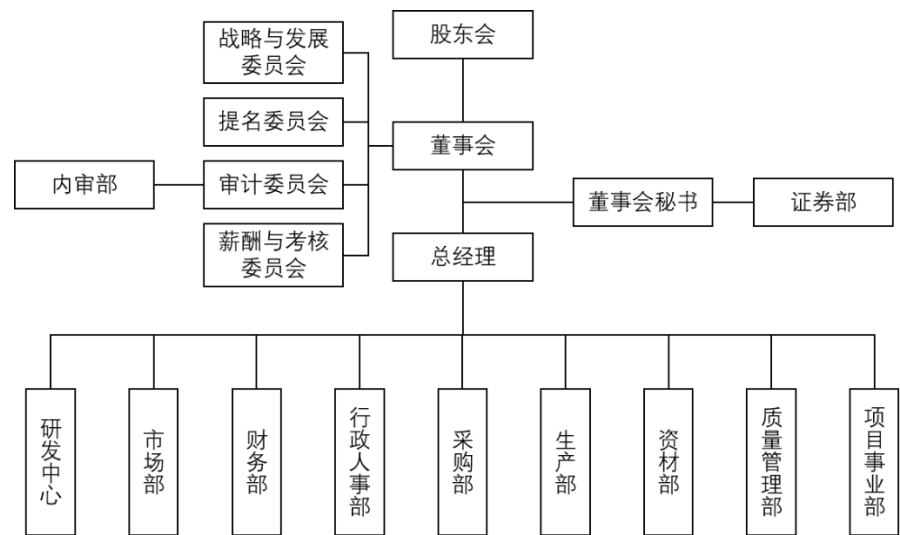 股东会
战略与发展
委员会
提名委员会
董事会
内审部
审计委员会
董事会秘书
证券部
薪酬与考核
委员会
总经理
研发中心
市场部
财务部
行政人事部
采购部
生产部
资材部
质量管理部
项目事业部